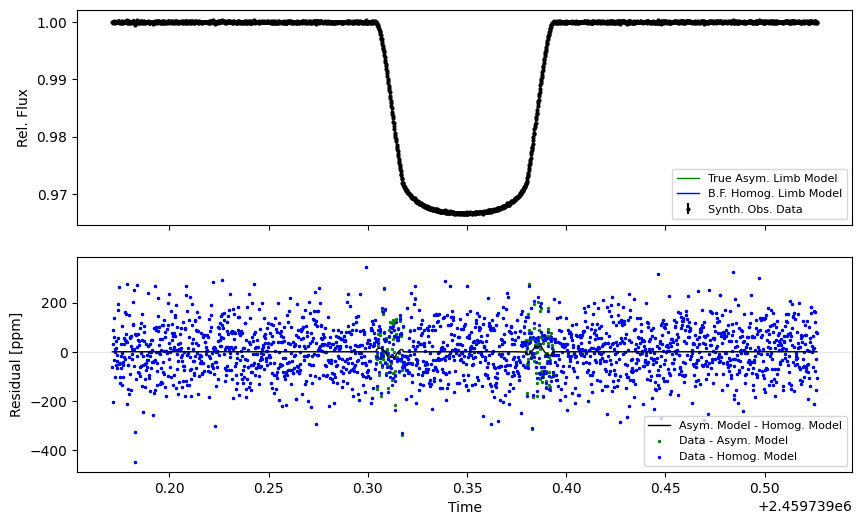 1.00
0.99
0.98
0.97
Rel. Flux
True Asym. Limb Model
B.F. Homog. Limb Model
Synth. Obs. Data
200
0
−200
−400
Residual [ppm]
Asym. Model - Homog. Model
Data - Asym. Model
Data - Homog. Model
0.20 0.25 0.30 0.35 0.40 0.45 0.50
Time
+2.459739e6